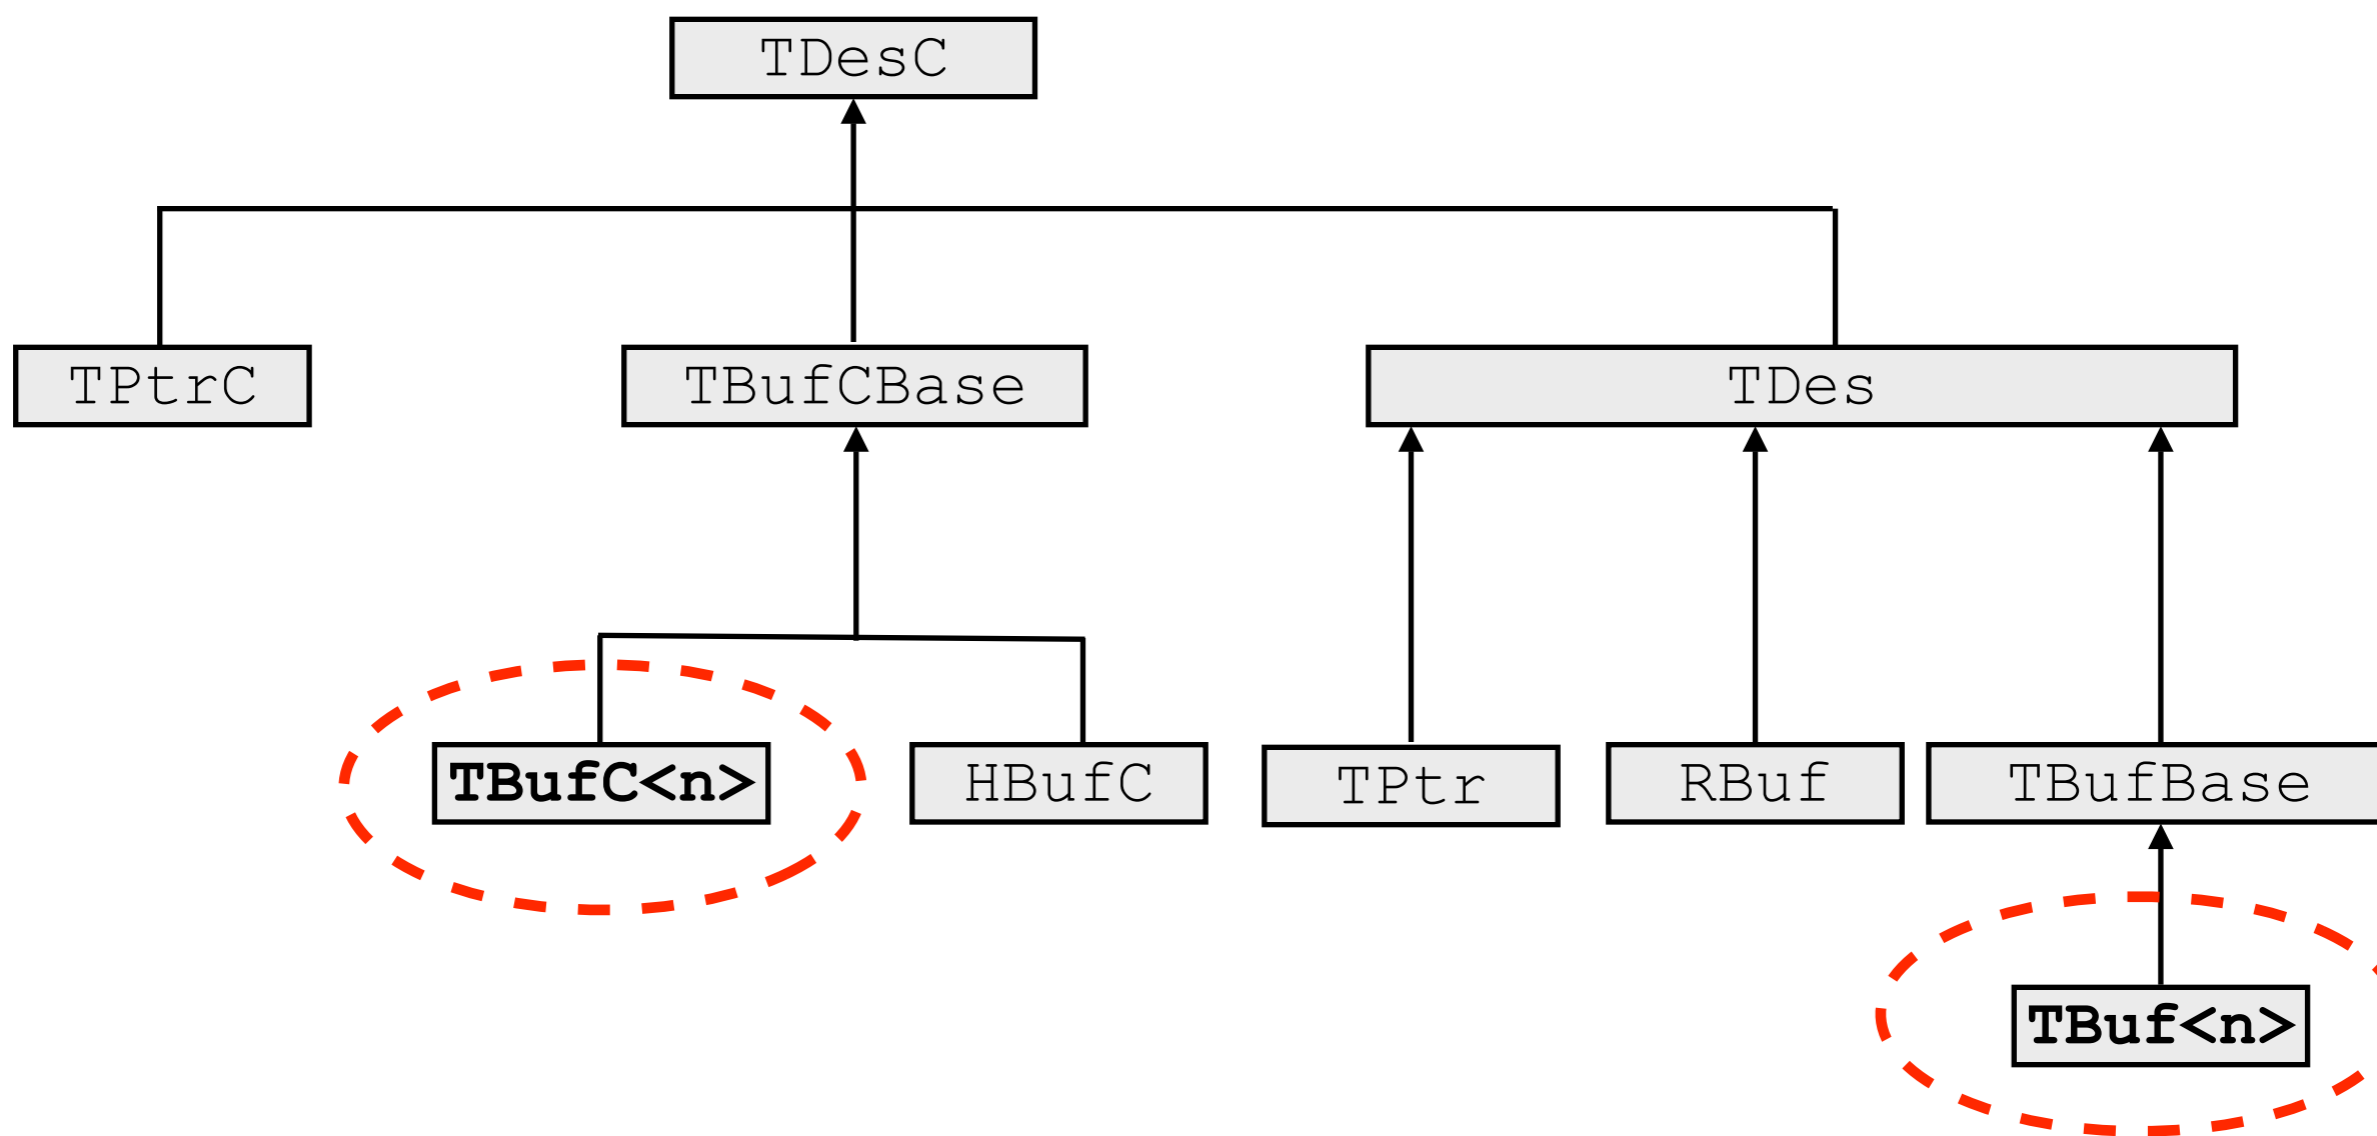 TDesC
TPtrC
TBufCBase
TDes
TBufC<n>
HBufC
TPtr
RBuf
TBufBase
TBuf<n>